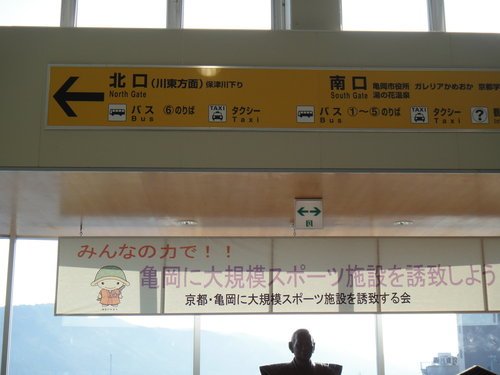 北口(川東方面) 保津川下り
North Gate
バス ⑥のりば
Bus
TAXI
タクシー
Taxi
南口 亀岡市役所 ガレリアかめおか 京都学
South Gate 湯の花温泉
バス ①~⑤のりば
Bus
TAXI
タクシー
Taxi
?
みんなの力で!!
亀岡に大規模スポーツ施設を誘致しよう
京都・亀岡に大規模スポーツ施設を誘致する会